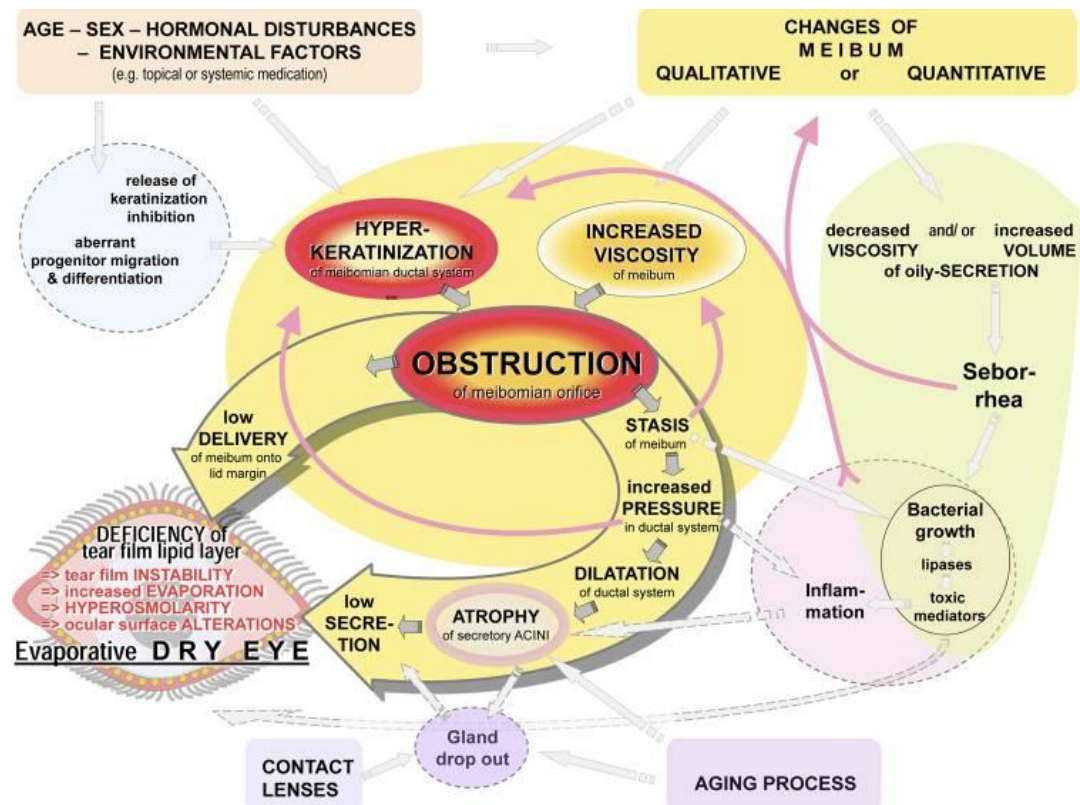 AGE – SEX – HORMONAL DISTURBANCES
– ENVIRONMENTAL FACTORS
(e.g. topical or systemic medication)
CHANGES OF
MEIBUM
QUALITATIVE or QUANTITATIVE
release of
keratinization
inhibition
aberrant
progenitor migration
& differentiation
HYPER-
KERATINIZATION
of meibomian ductal system
INCREASED
VISCOSITY
of meibum
decreased and/ or increased
VISCOSITY VOLUME
of oily-SECRETION
OBSTRUCTION
of meibomian orifice
Sebor-
rhea
low
DELIVERY
of meibum onto
lid margin
STASIS
of meibum
increased
PRESSURE
in ductal system
DILATATION
of ductal system
Bacterial
growth
lipases
toxic
mediators
Inflam-
mation
DEFICIENCY of
tear film lipid layer
=> tear film INSTABILITY
=> increased EVAPORATION
=> HYPEROSMOLARITY
=> ocular surface ALTERATIONS
Evaporative DRY EYE
low
SECRE-
TION
ATROPHY
of secretory ACINI
Gland
drop out
CONTACT
LENSES
AGING PROCESS